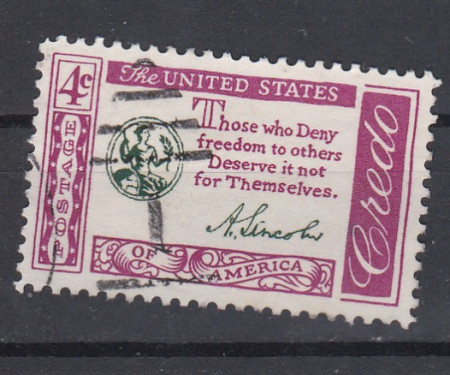 4c
The UNITED STATES
POSTAGE
Those who Deny
freedom to others
Deserve it not
for Themselves.
A. Lincoln
OF AMERICA
Credo